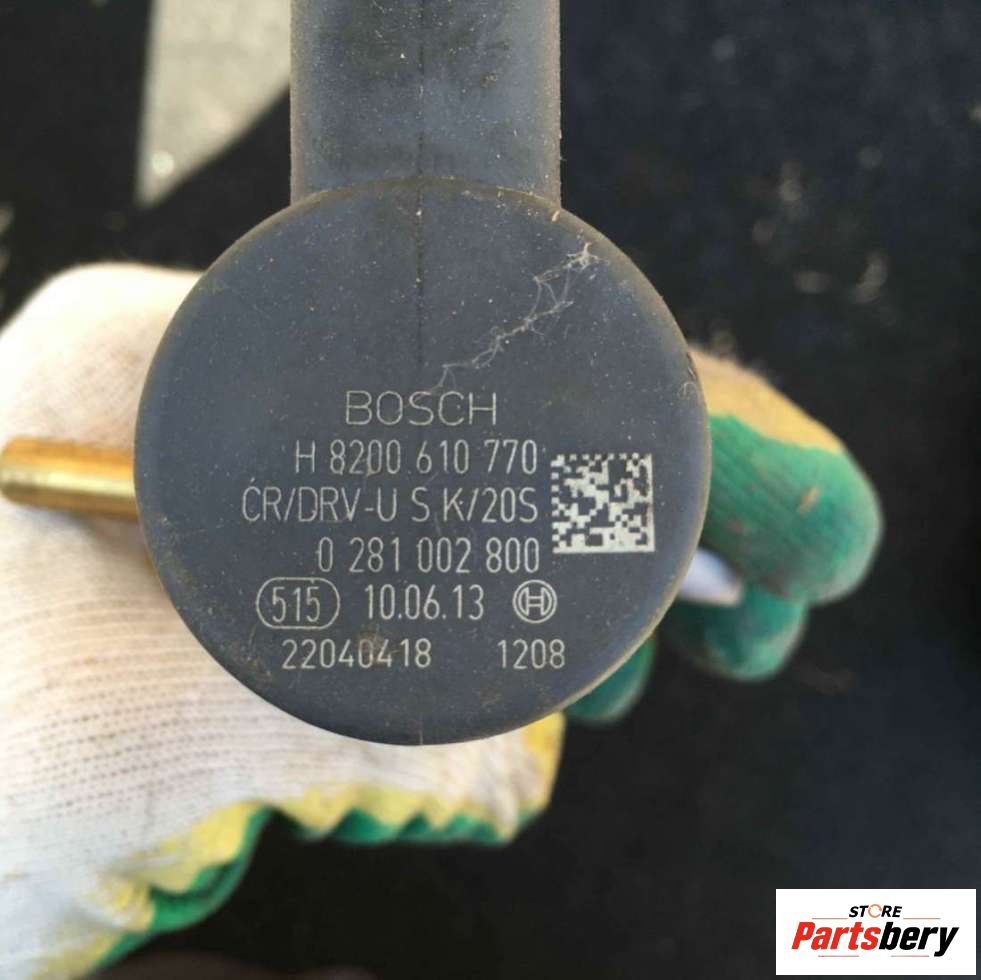 BOSCH
H 8200 610 770
CR/DRV-U S K/20S
0 281 002 800
515 10.06.13 H
22040418 1208
STORE
Partsbery